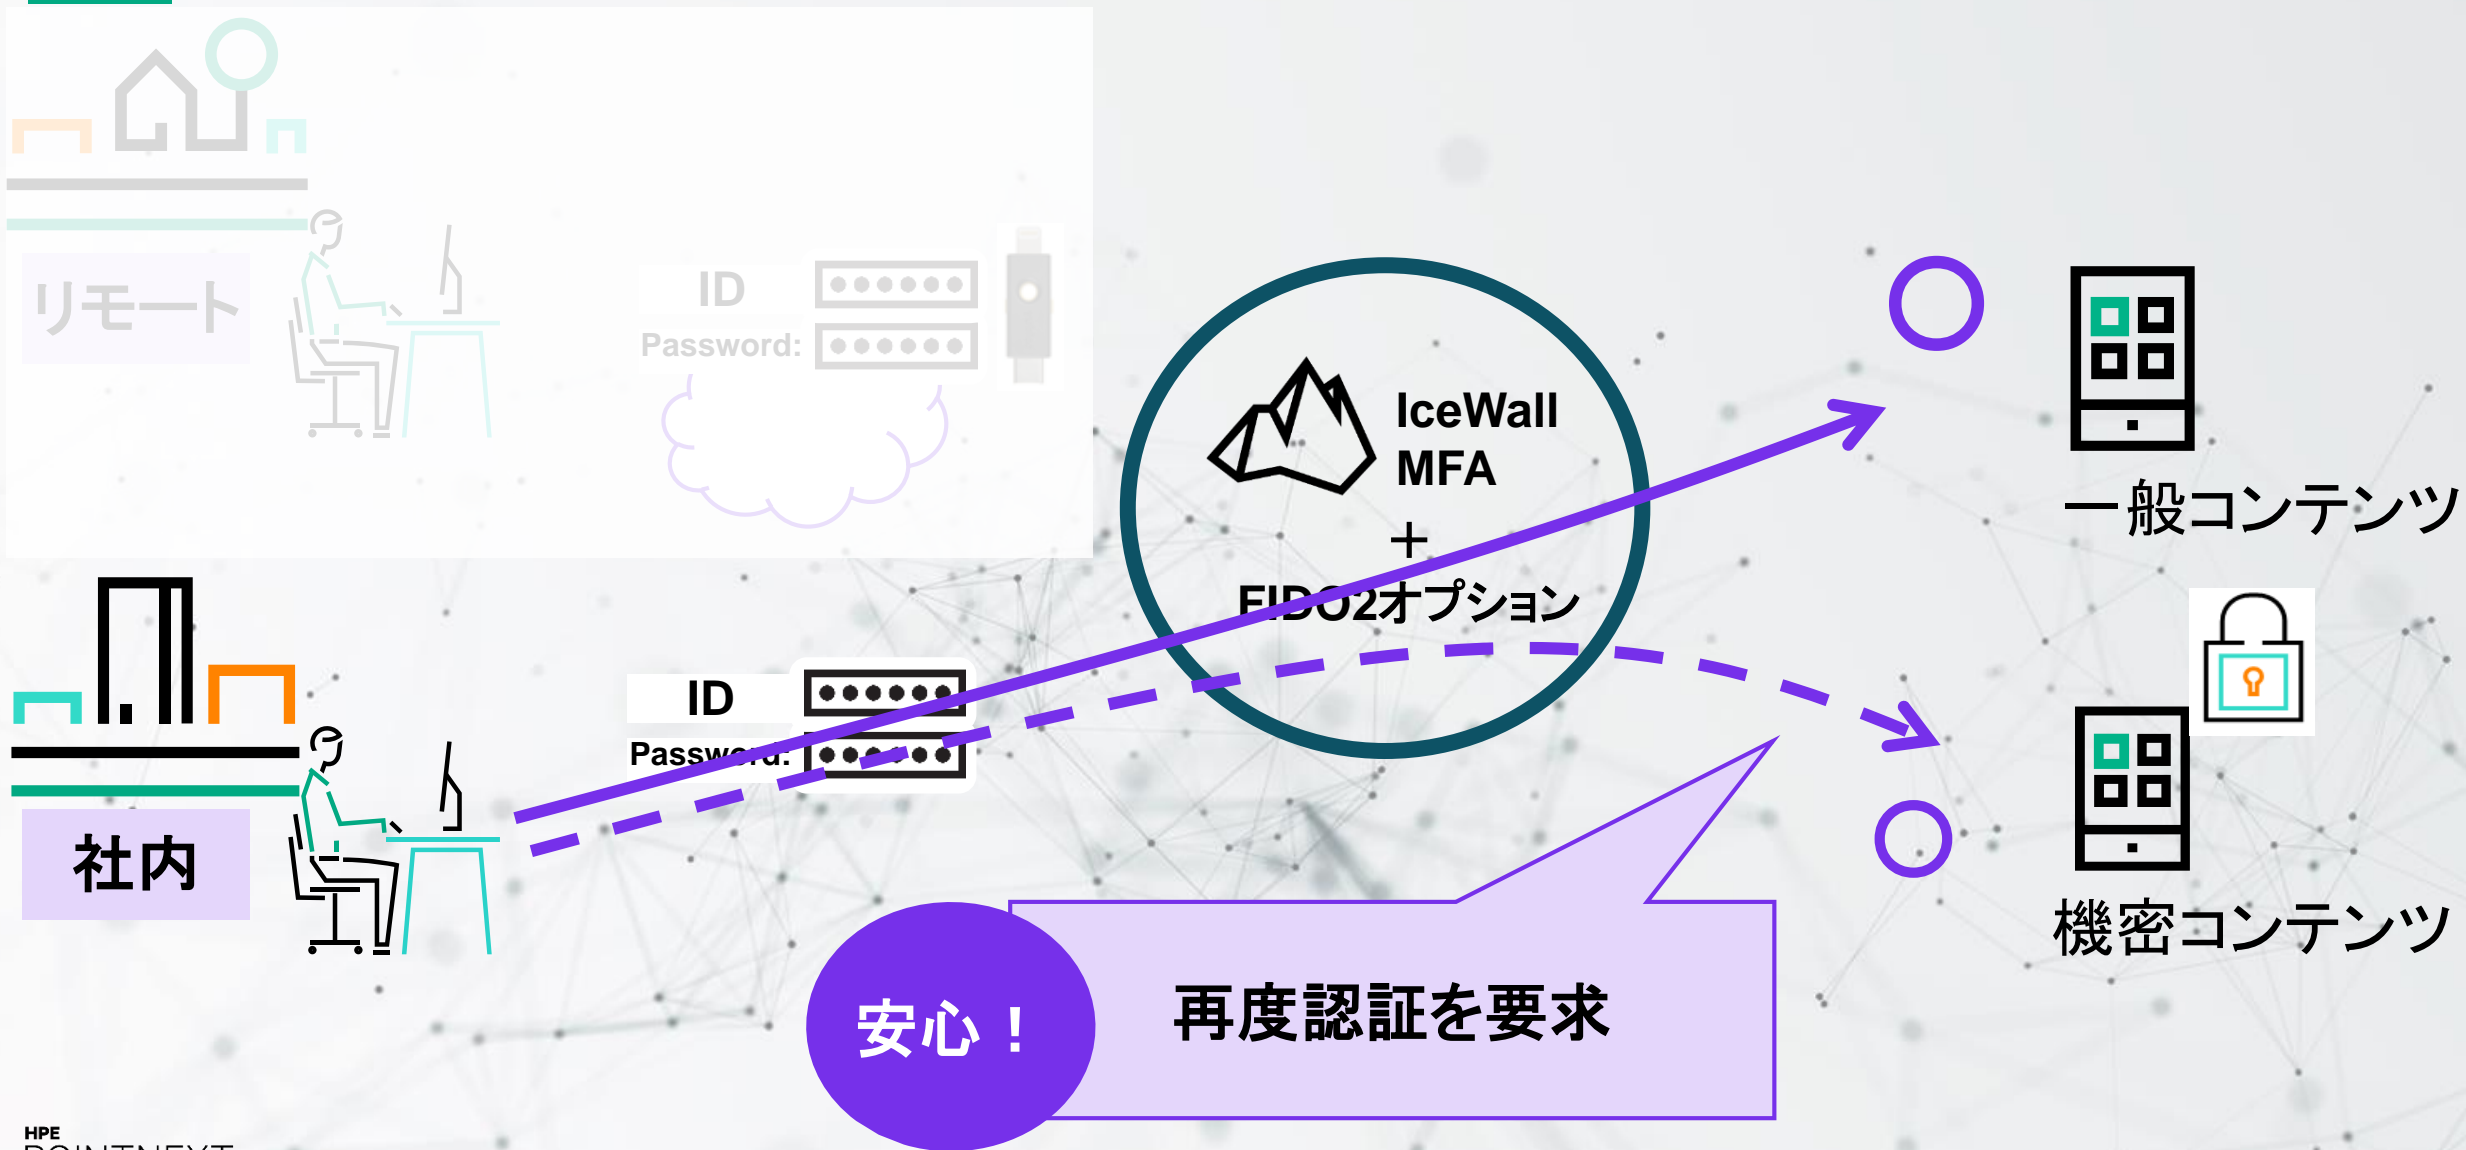 リモート
ID
Password:
IceWall
MFA
＋
FIDO2オプション
一般コンテンツ
社内
ID
Password:
機密コンテンツ
安心！
再度認証を要求
HPE
POINTNEXT